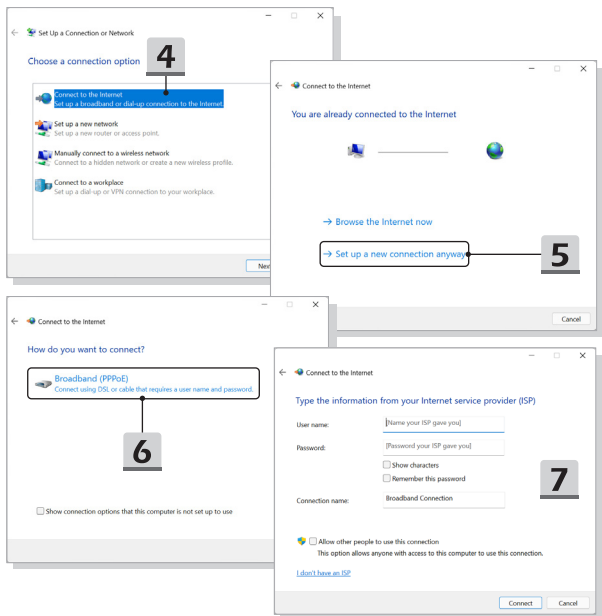 Set Up a Connection or Network
Choose a connection option
4
Connect to the Internet
Set up a broadband or dial-up connection to the Internet.
Set up a new network
Set up a new router or access point.
Manually connect to a wireless network
Connect to a hidden network or create a new wireless profile.
Connect to a workplace
Set up a dial-up or VPN connection to your workplace.
Connect to the Internet
You are already connected to the Internet
→ Browse the Internet now
→ Set up a new connection anyway
5
Cancel
Connect to the Internet
How do you want to connect?
Broadband (PPPoE)
Connect using DSL or cable that requires a user name and password.
6
Show connection options that this computer is not set up to use
Connect to the Internet
Type the information from your Internet service provider (ISP)
User name:
[Name your ISP gave you]
Password:
[Password your ISP gave you]
Show characters
Remember this password
7
Connection name:
Broadband Connection
Allow other people to use this connection
This option allows anyone with access to this computer to use this connection.
I don't have an ISP
Connect
Cancel